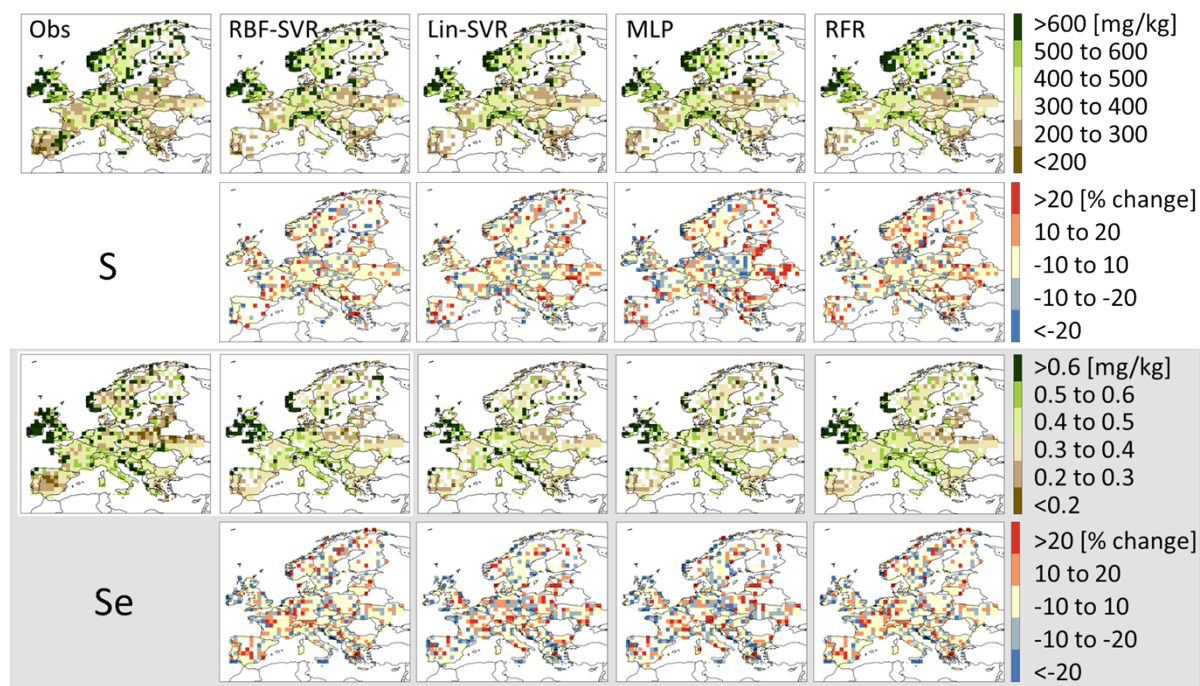 Obs
RBF-SVR
Lin-SVR
MLP
RFR
>600 [mg/kg]
500 to 600
400 to 500
300 to 400
200 to 300
<200
S
>20 [% change]
10 to 20
-10 to 10
-10 to -20
<-20
>0.6 [mg/kg]
0.5 to 0.6
0.4 to 0.5
0.3 to 0.4
0.2 to 0.3
<0.2
Se
>20 [% change]
10 to 20
-10 to 10
-10 to -20
<-20